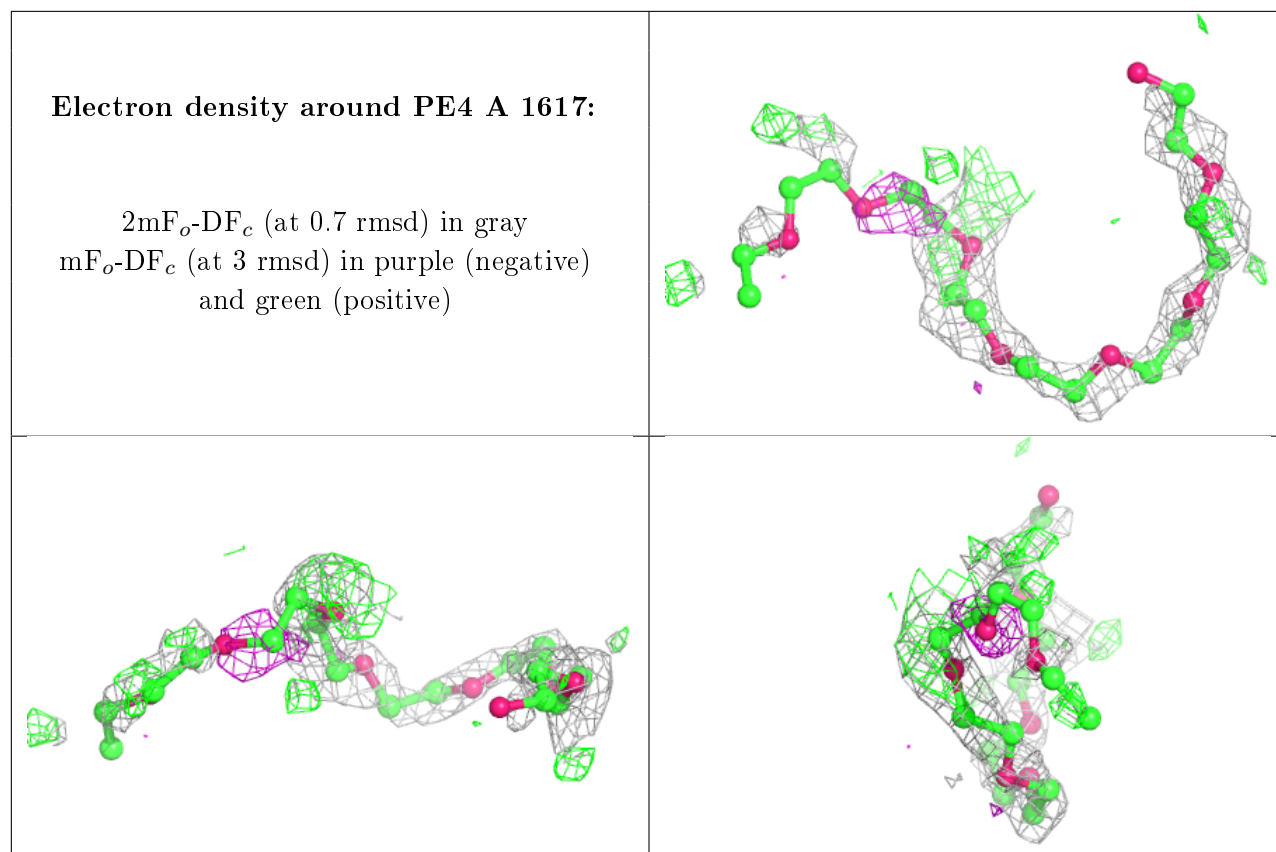 Electron density around PE4 A 1617:
2mFₒ-DF𝑐 (at 0.7 rmsd) in gray
mFₒ-DF𝑐 (at 3 rmsd) in purple (negative)
and green (positive)